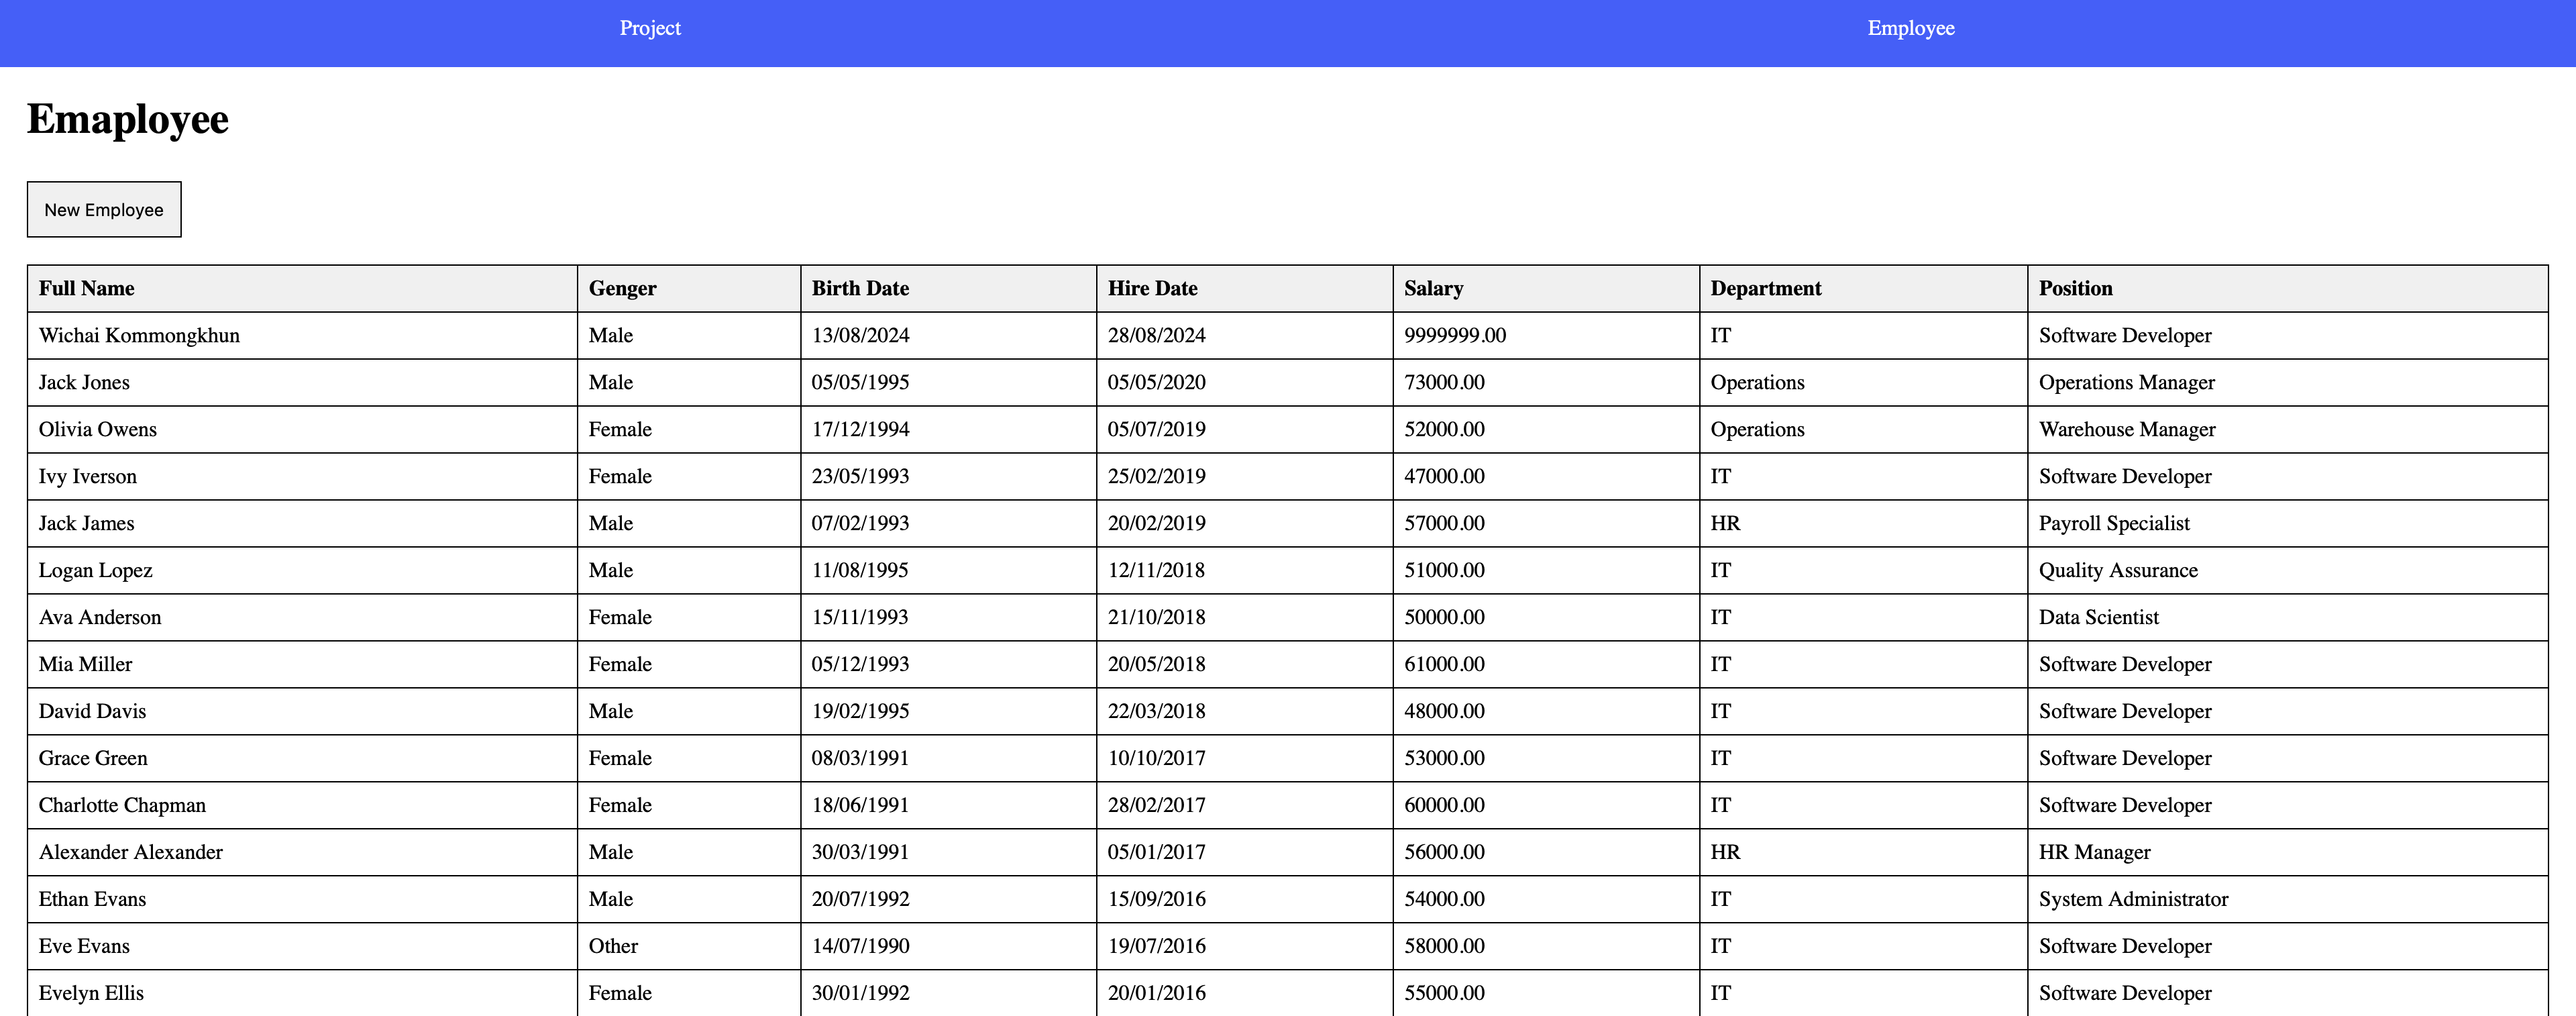 Project Employee
Emaployee
New Employee
Full Name Genger Birth Date Hire Date Salary Department Position
Wichai Kommongkhun Male 13/08/2024 28/08/2024 9999999.00 IT Software Developer
Jack Jones Male 05/05/1995 05/05/2020 73000.00 Operations Operations Manager
Olivia Owens Female 17/12/1994 05/07/2019 52000.00 Operations Warehouse Manager
Ivy Iverson Female 23/05/1993 25/02/2019 47000.00 IT Software Developer
Jack James Male 07/02/1993 20/02/2019 57000.00 HR Payroll Specialist
Logan Lopez Male 11/08/1995 12/11/2018 51000.00 IT Quality Assurance
Ava Anderson Female 15/11/1993 21/10/2018 50000.00 IT Data Scientist
Mia Miller Female 05/12/1993 20/05/2018 61000.00 IT Software Developer
David Davis Male 19/02/1995 22/03/2018 48000.00 IT Software Developer
Grace Green Female 08/03/1991 10/10/2017 53000.00 IT Software Developer
Charlotte Chapman Female 18/06/1991 28/02/2017 60000.00 IT Software Developer
Alexander Alexander Male 30/03/1991 05/01/2017 56000.00 HR HR Manager
Ethan Evans Male 20/07/1992 15/09/2016 54000.00 IT System Administrator
Eve Evans Other 14/07/1990 19/07/2016 58000.00 IT Software Developer
Evelyn Ellis Female 30/01/1992 20/01/2016 55000.00 IT Software Developer